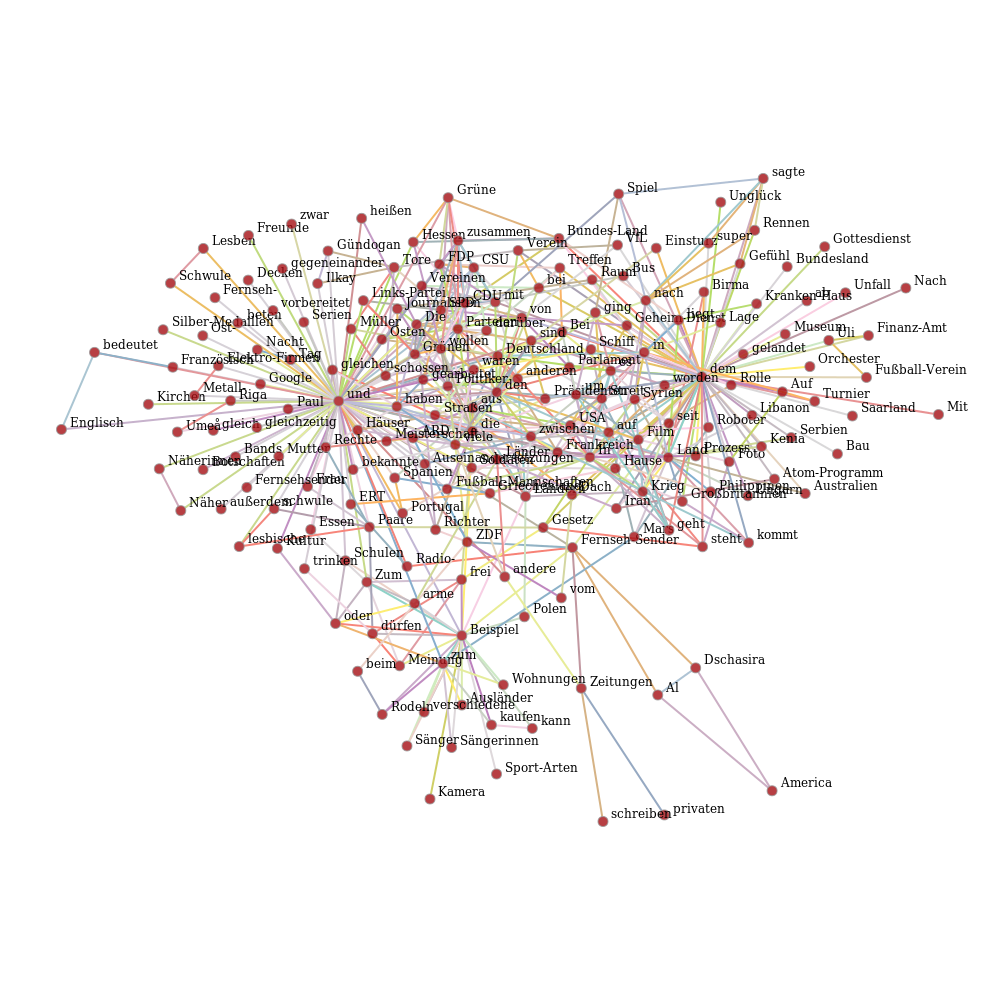 sagte
Grüne
Spiel
Unglück
zwar
heißen
Freunde
Hessen
zusammen
Bundes-Land
super
Rennen
Lesben
Gündogan
Verein
VfL
Einsturz
Gottesdienst
gegeneinander
Tore
FDP
CSU
Treffen
Gefühl
Bundesland
Schwule
Fernseh-
Decken
Ilkay
Vereinen
bei
Raum
Bus
Nach
vorbereitet
Links-Partei
Journalisten
SPD
CDU
mit
nach
Birma
Kranken-Haus
ab
Unfall
Silber-Medaillen
beten
Serien
Müller
Die
Parteien
darüber
von
ging
Geheim-Dienst
liegt
Lage
Ost-
Nacht
Osten
wollen
sind
Bei
Museum
Uli
Finanz-Amt
bedeutet
Französisch
Elektro-Firmen
Tag
Grünen
waren
Deutschland
Schiff
in
gelandet
gleichen
schossen
anderen
Parlament
es
dem
Orchester
Fußball-Verein
Google
gearbeitet
Politiker
den
worden
Rolle
Auf
Kirchen
Metall-
Riga
Paul
und
haben
aus
Präsidenten
um
Streit
Syrien
Turnier
Englisch
Umeå
gleich
gleichzeitig
Häuser
Straßen
die
USA
auf
seit
Roboter
Libanon
Saarland
Mit
Bands
Mutter
Rechte
Meisterschaft
ARD
viele
zwischen
Film
Serbien
Näherinnen
Botschaften
bekannte
Länder
Frankreich
Land
Prozess
Foto
Kenia
Bau
Fernsehsender
Spanien
Hause
Atom-Programm
Näher
außerdem
schwule
ERT
Fußball-Mannschaften
Dach
Iran
Krieg
Großbritannien
Philippinen
Australien
lesbische
Kultur
Essen
Paare
Portugal
Richter
ZDF
Gesetz
Fernseh-Sender
Mars
geht
steht
kommt
trinken
Schulen
Radio-
Zum
frei
andere
vom
oder
dürfen
arme
Beispiel
Polen
beim
Meinung
zum
Dschasira
Wohnungen
Zeitungen
Al
Rodeln
verschiedene
Ausländer
kaufen
kann
Sänger
Sängerinnen
Sport-Arten
America
Kamera
schreiben
privaten